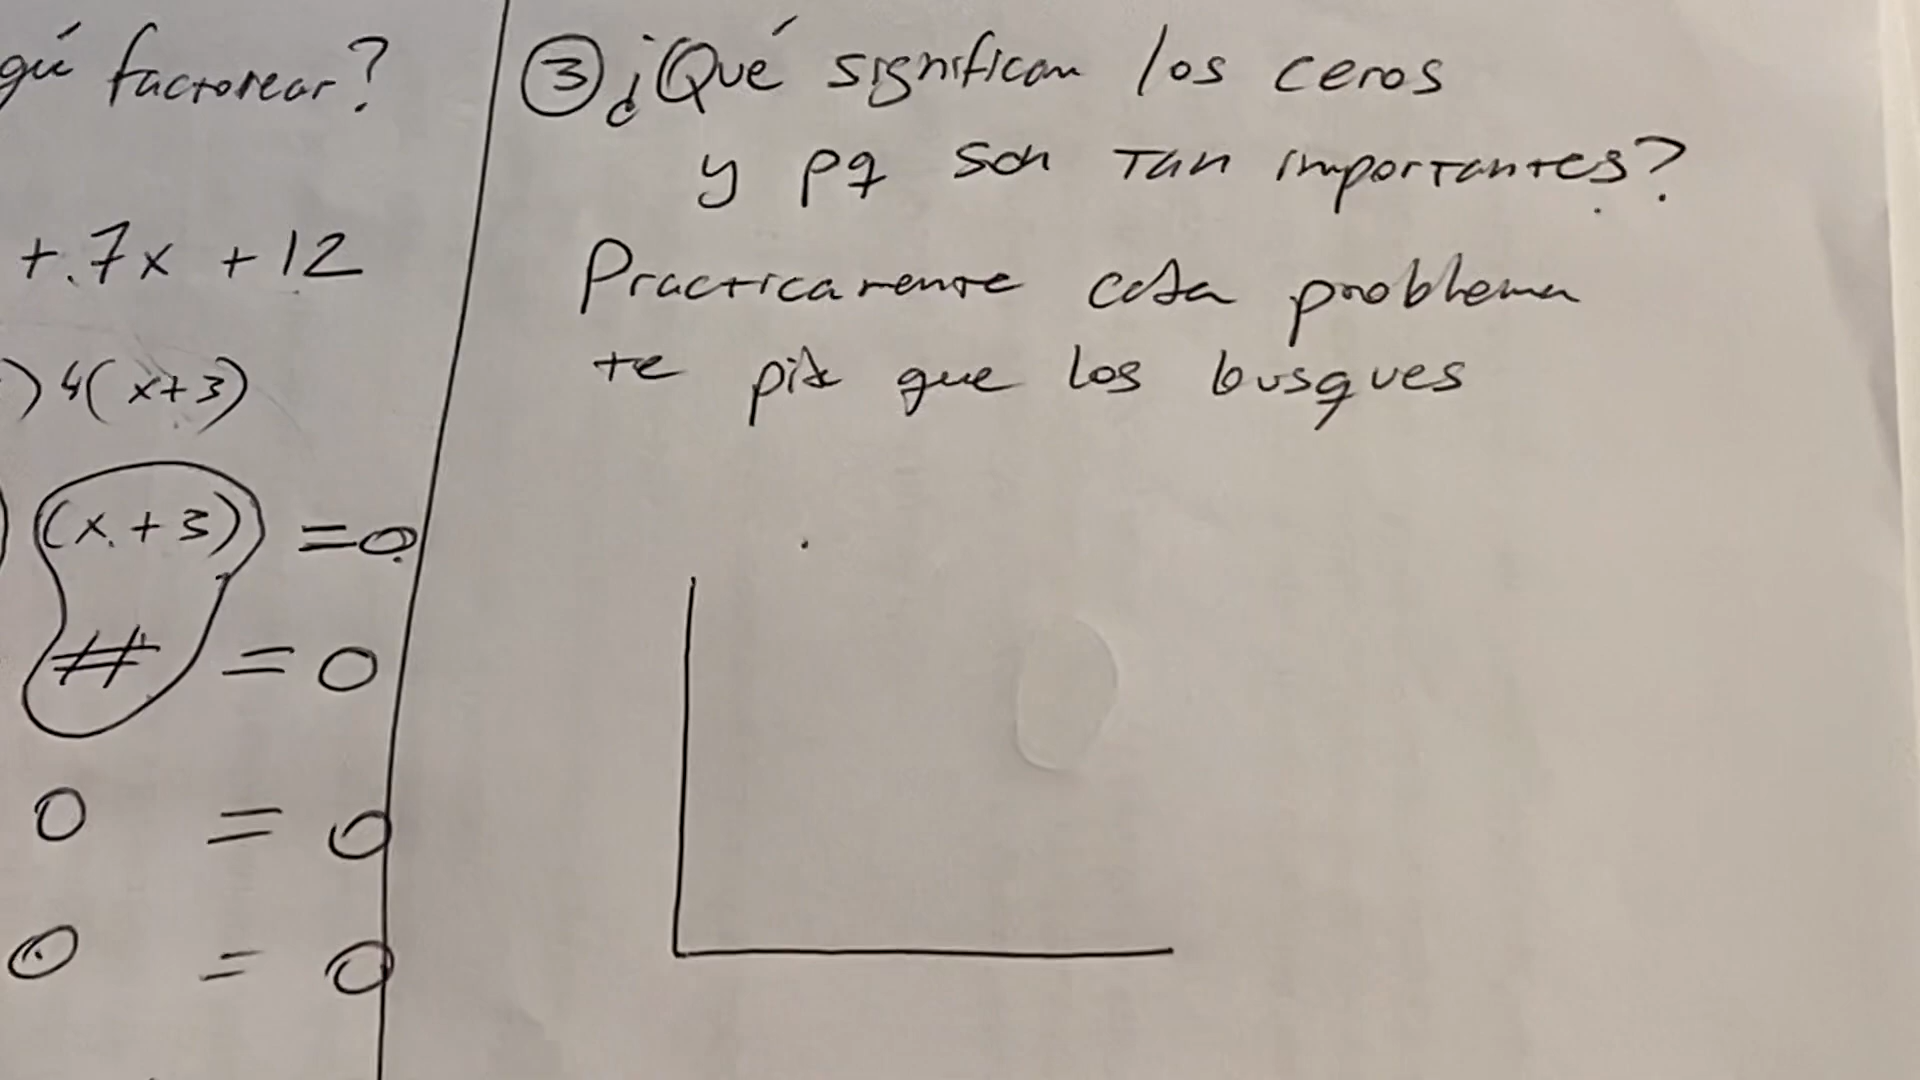 qué factorear?
+ 7x + 12
) 4(x+3)
(x + 3) = 0
# = 0
0 = 0
0 = 0
③ ¿Qué significan los ceros
y pq son tan importantes?
Practicamente cada problema
te pide que los busques